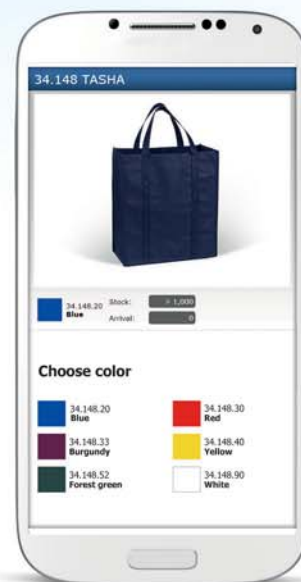 34.148 TASHA
34.148.20
Blue
Stock: > 1,000
Arrival: 0
Choose color
34.148.20
Blue
34.148.30
Red
34.148.33
Burgundy
34.148.40
Yellow
34.148.52
Forest green
34.148.90
White